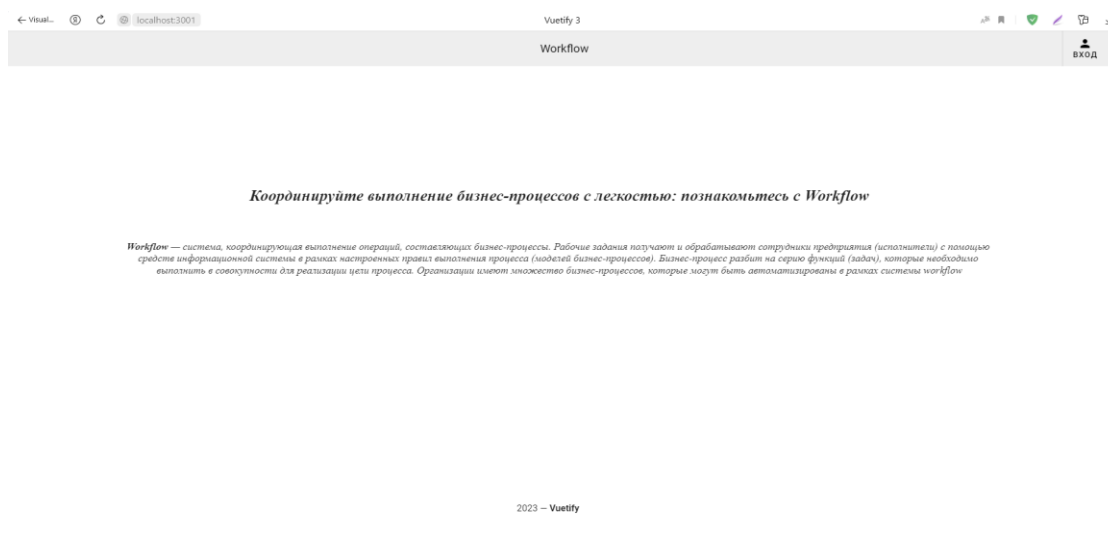 Visual...
localhost:3001
Vuetify 3
Workflow
ВХОД
Координируйте выполнение бизнес-процессов с легкостью: познакомьтесь с Workflow
Workflow — система, координирующая выполнение операций, составляющих бизнес-процессы. Рабочие задания получают и обрабатывают сотрудники предприятия (исполнители) с помощью
средств информационной системы в рамках настроенных правил выполнения процесса (моделей бизнес-процессов). Бизнес-процесс разбит на серию функций (задач), которые необходимо
выполнить в совокупности для реализации цели процесса. Организации имеют множество бизнес-процессов, которые могут быть автоматизированы в рамках системы workflow
2023 — Vuetify